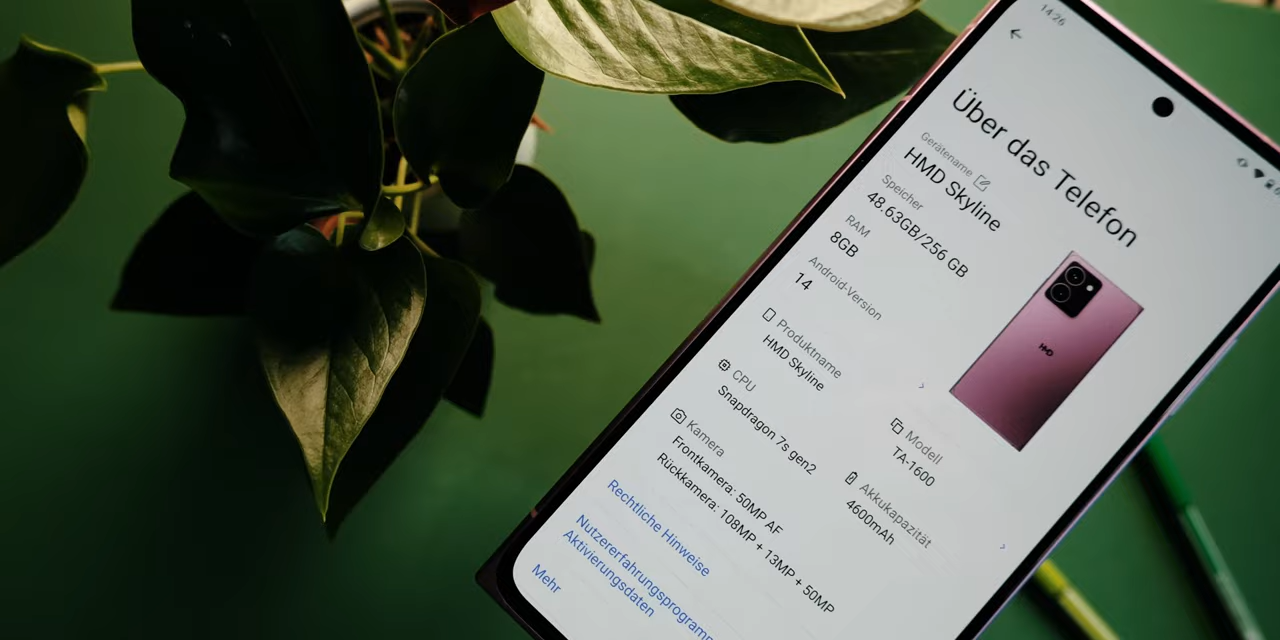 14:26
Über das Telefon
Gerätename
HMD Skyline
Speicher
48.63GB/256 GB
RAM
8GB
Android-Version
14
HMD
Produktname
HMD Skyline
Modell
TA-1600
CPU
Snapdragon 7s gen2
Akkukapazität
4600mAh
Kamera
Frontkamera: 50MP AF
Rückkamera: 108MP + 13MP + 50MP
Rechtliche Hinweise
Nutzererfahrungsprogramm
Aktivierungsdaten
Mehr